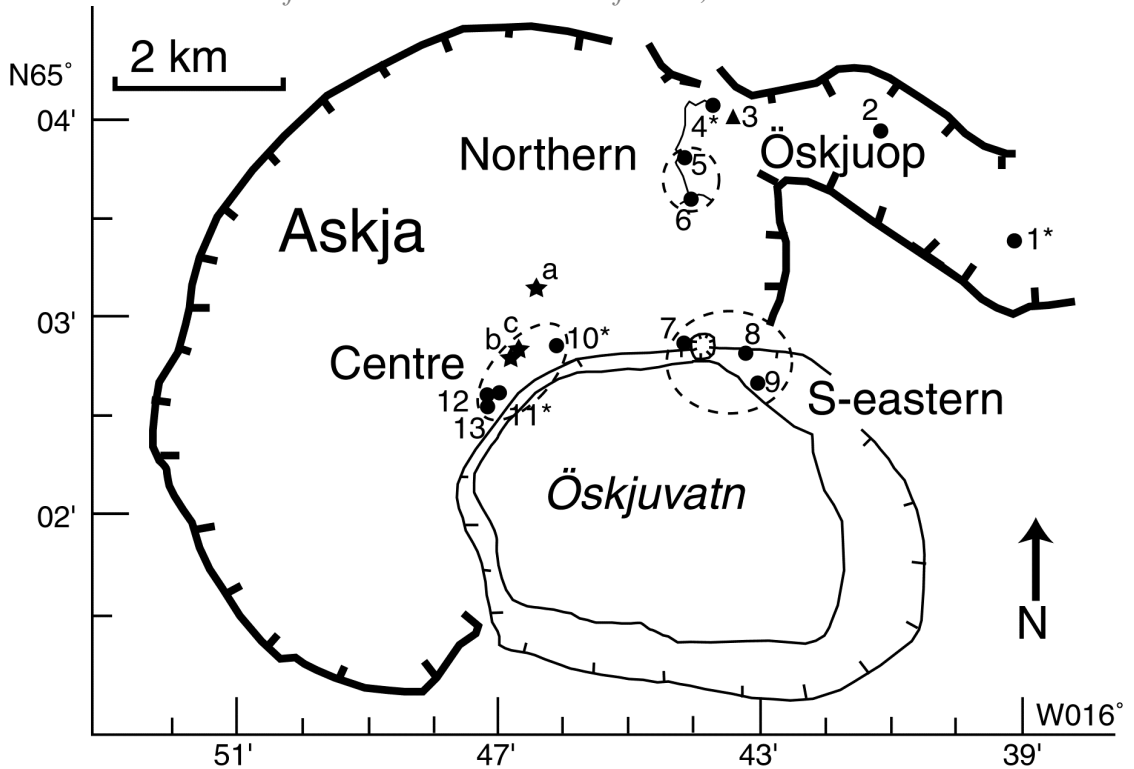 2 km
N65°
04'
2
3
4*
Northern
5
Öskjuop
6
Askja
1*
a
03'
c
b
10*
7
8
Centre
9
S-eastern
12
11*
13
Öskjuvatn
02'
N
W016°
51'
47'
43'
39'